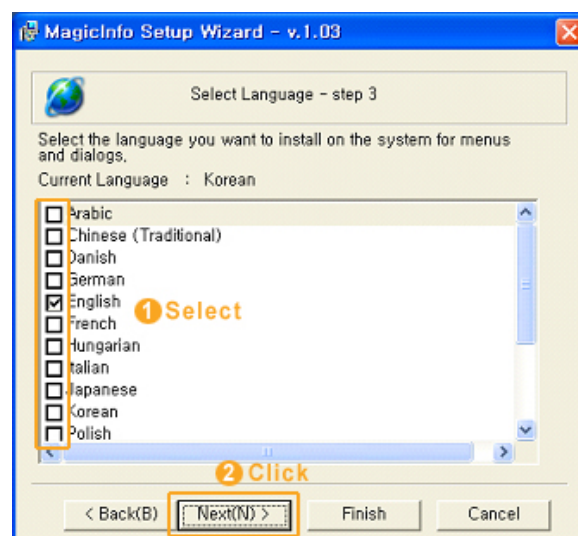 MagicInfo Setup Wizard - v.1.03
Select Language - step 3
Select the language you want to install on the system for menus
and dialogs,
Current Language : Korean
Arabic
Chinese (Traditional)
Danish
German
English
1 Select
French
Hungarian
Italian
Japanese
Korean
Polish
2 Click
< Back(B)
Next(N) >
Finish
Cancel